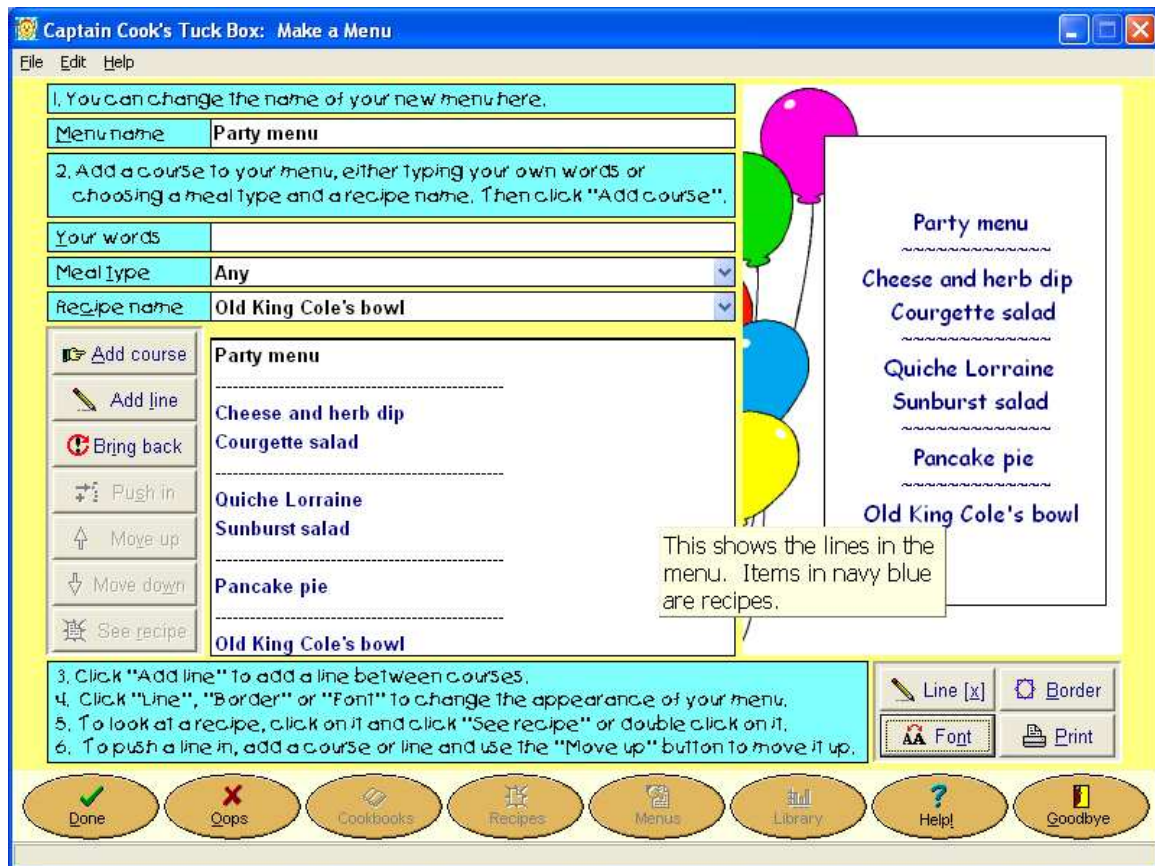 Captain Cook's Tuck Box: Make a Menu
File Edit Help
1. You can change the name of your new menu here.
Menu name Party menu
2. Add a course to your menu, either typing your own words or
choosing a meal type and a recipe name. Then click "Add course".
Your words
Meal type Any
Recipe name Old King Cole's bowl
Add course
Add line
Bring back
Push in
Move up
Move down
See recipe
Party menu
Cheese and herb dip
Courgette salad
Quiche Lorraine
Sunburst salad
Pancake pie
Old King Cole's bowl
Party menu
~~~~~~~~~~~~~
Cheese and herb dip
Courgette salad
~~~~~~~~~~~~~
Quiche Lorraine
Sunburst salad
~~~~~~~~~~~~~
Pancake pie
~~~~~~~~~~~~~
Old King Cole's bowl
This shows the lines in the
menu. Items in navy blue
are recipes.
3. Click "Add line" to add a line between courses.
4. Click "Line", "Border" or "Font" to change the appearance of your menu.
5. To look at a recipe, click on it and click "See recipe" or double click on it.
6. To push a line in, add a course or line and use the "Move up" button to move it up.
Line [x] Border
Font Print
Done Oops Cookbooks Recipes Menus Library Help! Goodbye